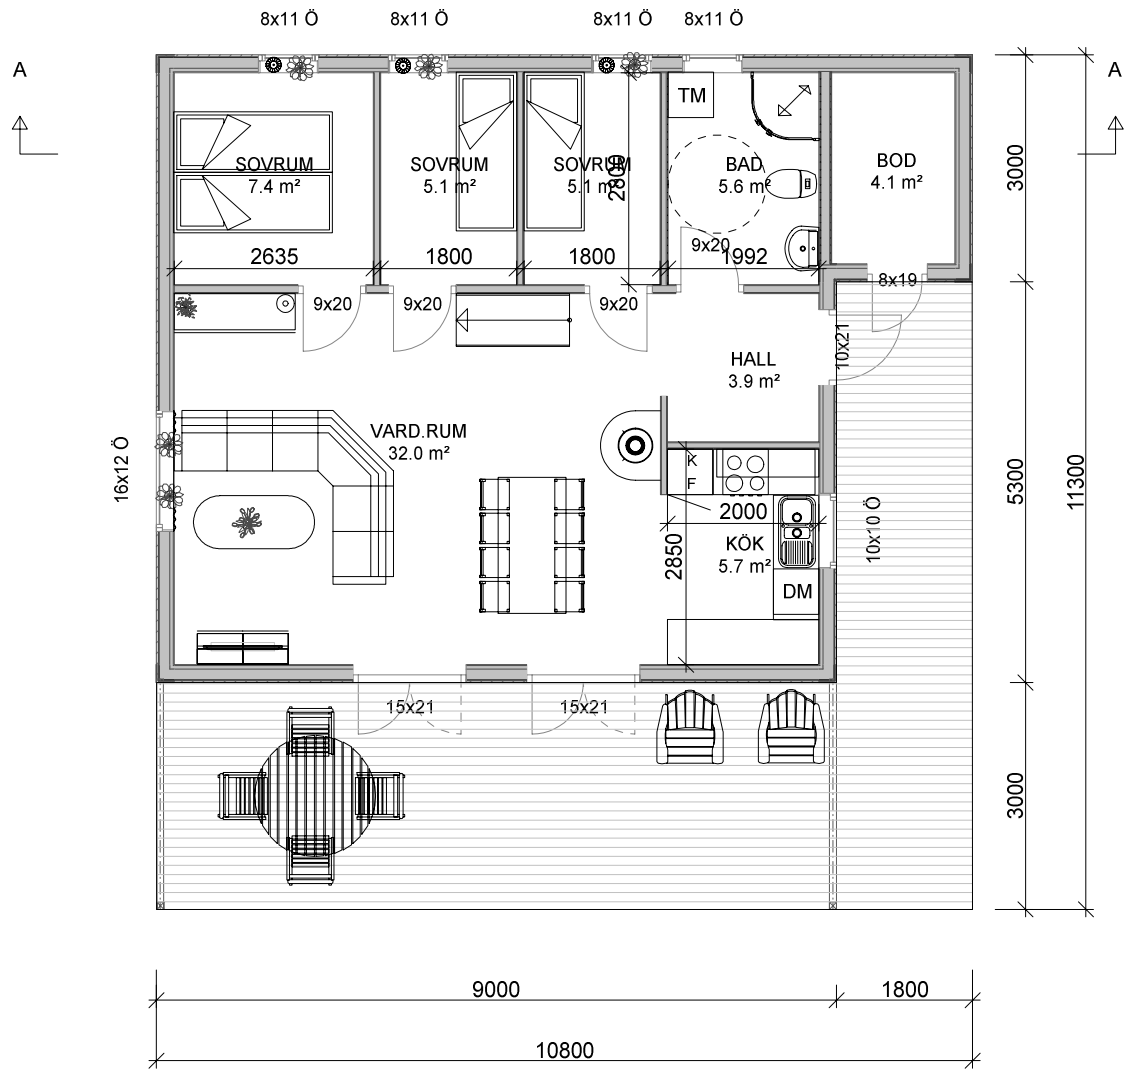 8x11 Ö
8x11 Ö
8x11 Ö
8x11 Ö
A
A
TM
SOVRUM
7.4 m²
SOVRUM
5.1 m²
SOVRUM
5.1 m²
2800
BAD
5.6 m²
BOD
4.1 m²
3000
9x20
2635
1800
1800
1992
8x19
9x20
9x20
9x20
10x21
HALL
3.9 m²
VARD.RUM
32.0 m²
16x12 Ö
K
F
2000
2850
KÖK
5.7 m²
10x10 Ö
5300
11300
DM
15x21
15x21
3000
9000
1800
10800